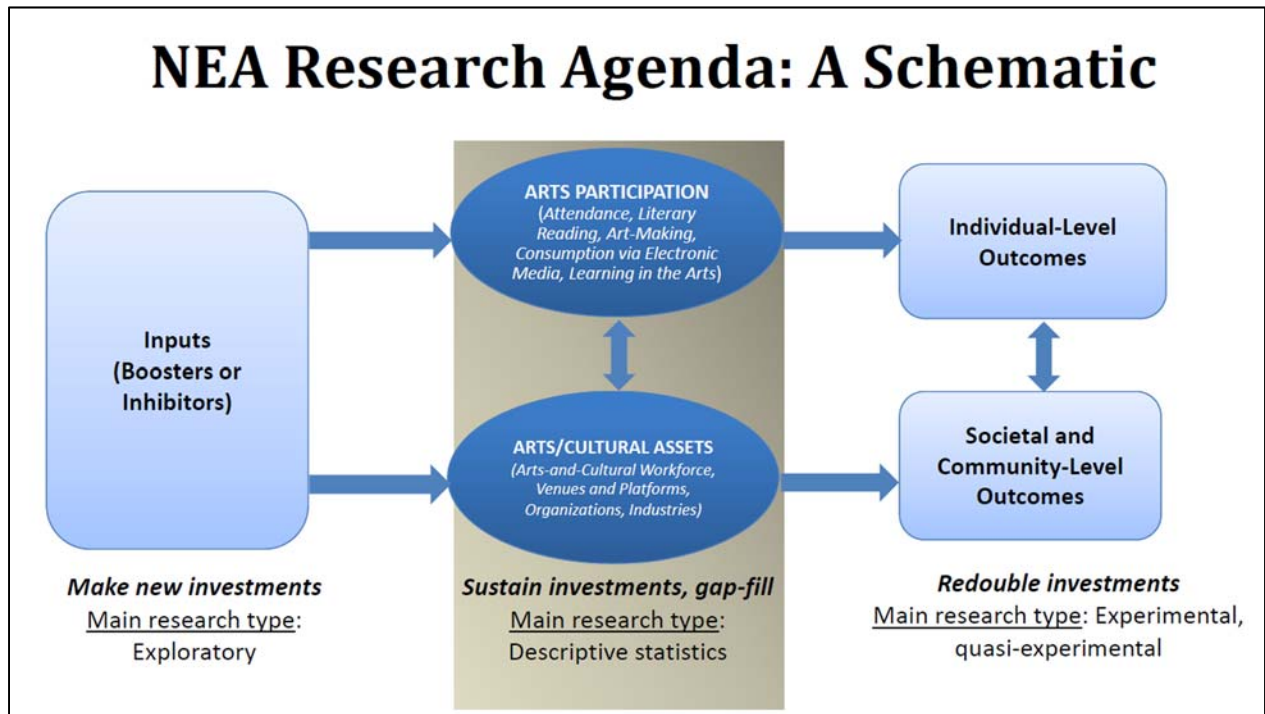 NEA Research Agenda: A Schematic
Inputs
(Boosters or
Inhibitors)
ARTS PARTICIPATION
(Attendance, Literary
Reading, Art-Making,
Consumption via Electronic
Media, Learning in the Arts)
Individual-Level
Outcomes
ARTS/CULTURAL ASSETS
(Arts-and-Cultural Workforce,
Venues and Platforms,
Organizations, Industries)
Societal and
Community-Level
Outcomes
Make new investments
Main research type:
Exploratory
Sustain investments, gap-fill
Main research type:
Descriptive statistics
Redouble investments
Main research type: Experimental,
quasi-experimental